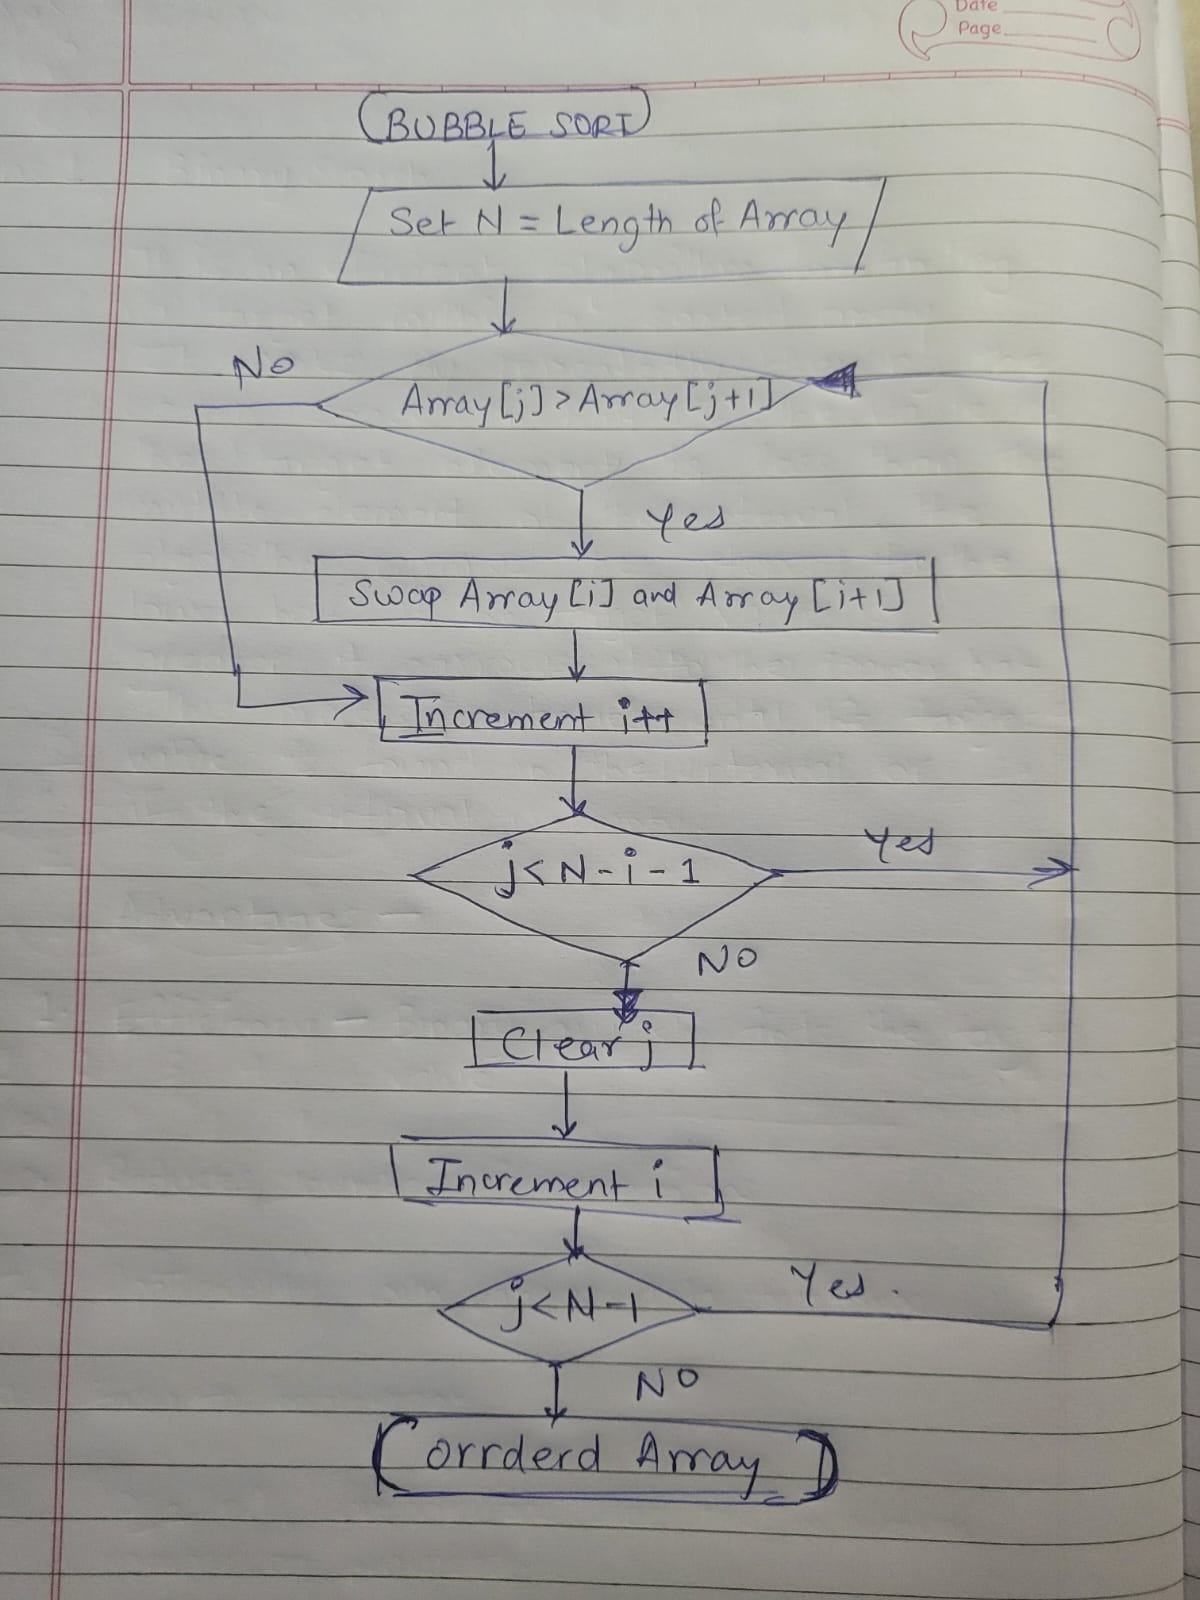 Date
Page
BUBBLE SORT
Set N = Length of Array
No
Array[j] > Array[j+1]
Yes
Swap Array [i] and Array [i+1]
Increment i++
j < N - i - 1
Yes
NO
Clear j
Increment i
j < N - 1
Yes.
NO
orrderd Array